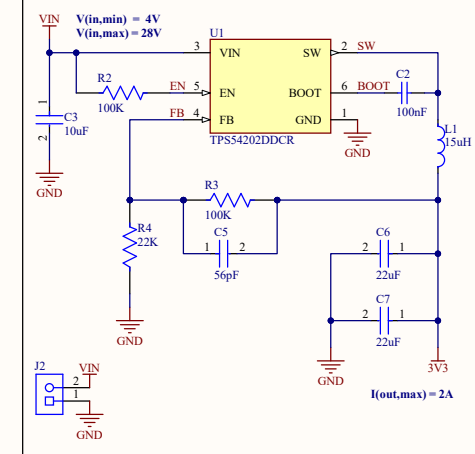 VIN
V(in,min) = 4V
V(in,max) = 28V
U1
3 VIN SW 2 SW
R2
100K
EN 5 EN BOOT 6 BOOT C2
100nF
FB 4 FB GND 1
TPS54202DDCR
GND
L1
15uH
1
C3
10uF
2
GND
R3
100K
R4
22K
1 C5 2
56pF
GND
2 C6 1
22uF
2 C7 1
22uF
GND
3V3
I(out,max) = 2A
J2
VIN
2
1
GND